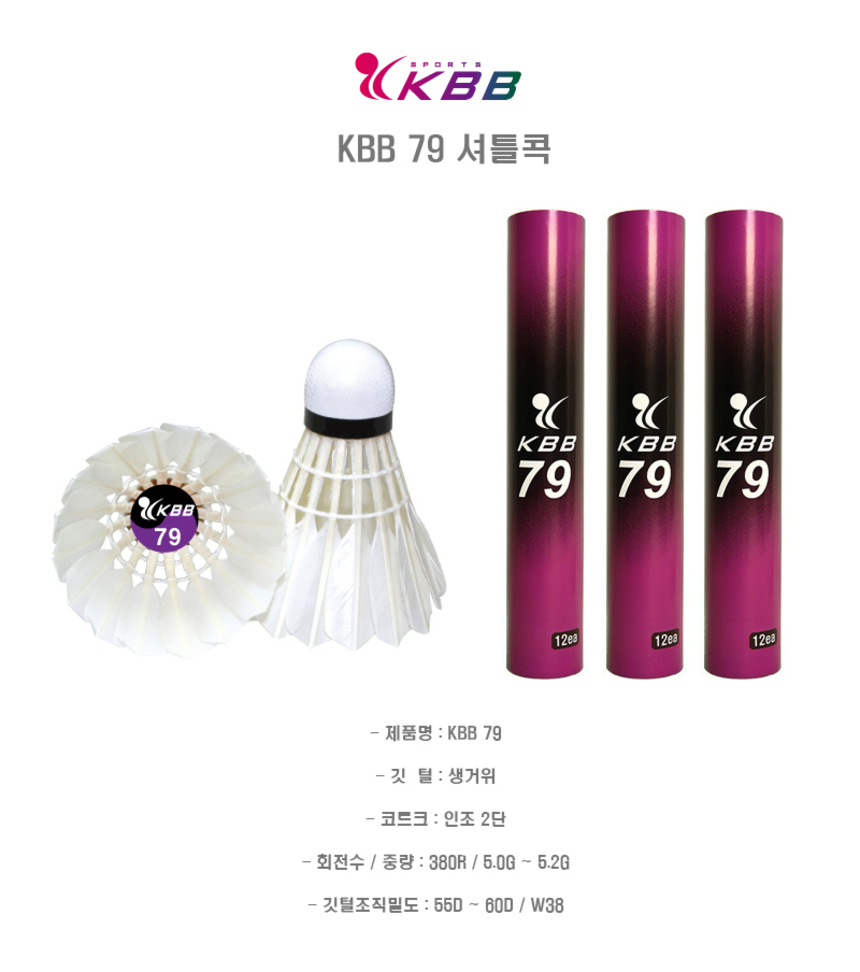 SPORTS
KBB
KBB 79 셔틀콕
KBB
79
KBB
79
12ea
KBB
79
12ea
KBB
79
12ea
- 제품명 : KBB 79
- 깃 털 : 생거위
- 코트크 : 인조 2단
- 회전수 / 중량 : 380R / 5.0G ~ 5.2G
- 깃털조직밀도 : 55D ~ 60D / W38